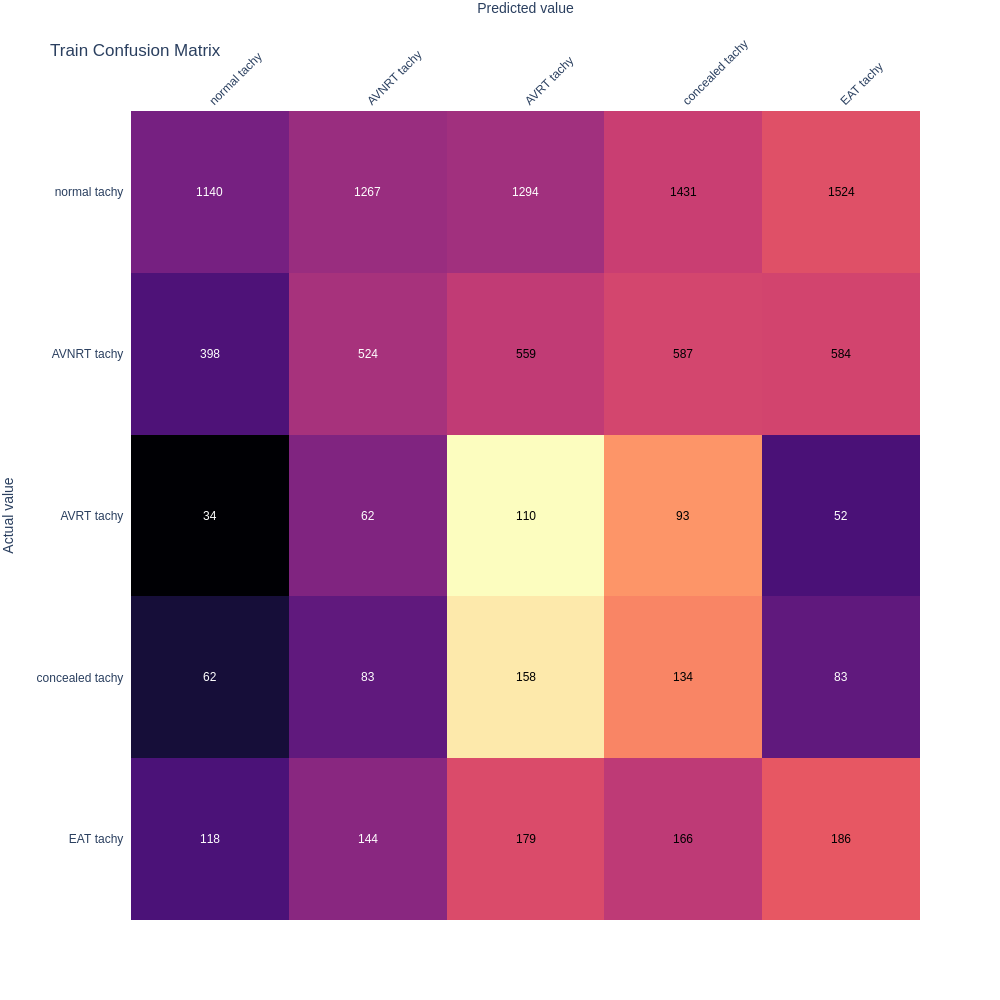 Predicted value
Train Confusion Matrix
normal tachy
AVNRT tachy
AVRT tachy
concealed tachy
EAT tachy
Actual value
normal tachy 1140 1267 1294 1431 1524
AVNRT tachy 398 524 559 587 584
AVRT tachy 34 62 110 93 52
concealed tachy 62 83 158 134 83
EAT tachy 118 144 179 166 186